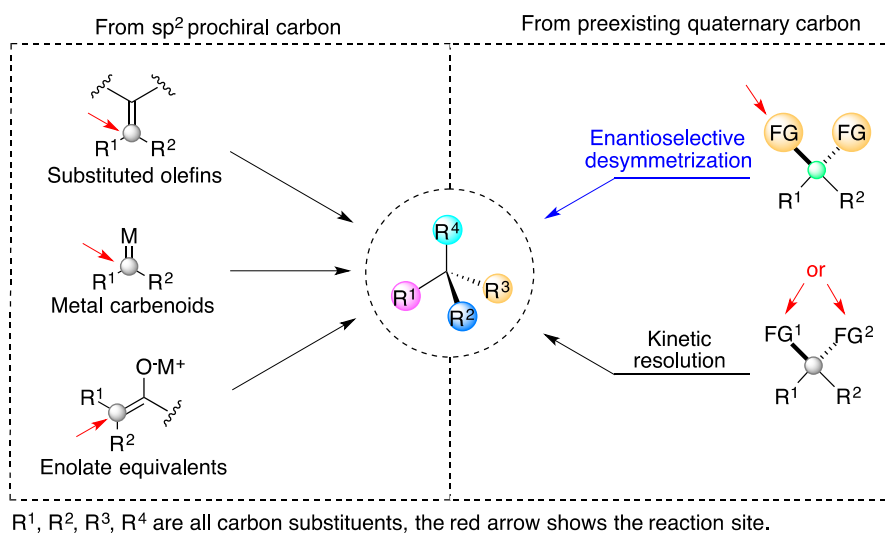 From sp² prochiral carbon
R¹ R²
Substituted olefins
M
R¹ R²
Metal carbenoids
O⁻M⁺
R¹
R²
Enolate equivalents
R⁴
R¹
R³
R²
From preexisting quaternary carbon
Enantioselective
desymmetrization
FG FG
R¹ R²
or
Kinetic
resolution
FG¹ FG²
R¹ R²
R¹, R², R³, R⁴ are all carbon substituents, the red arrow shows the reaction site.